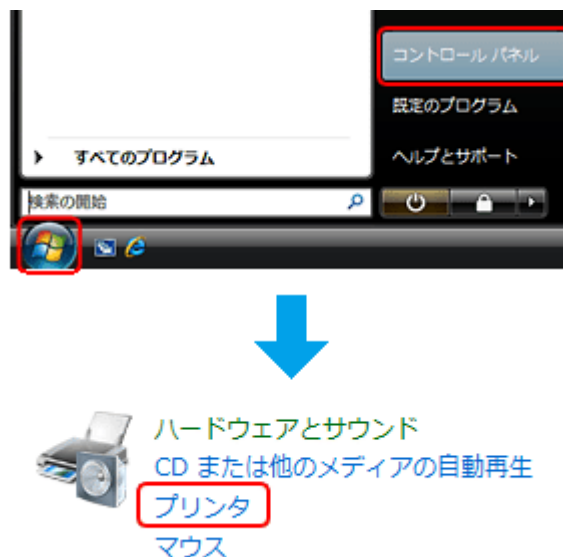 コントロール パネル
既定のプログラム
すべてのプログラム
ヘルプとサポート
検索の開始
ハードウェアとサウンド
CD または他のメディアの自動再生
プリンタ
マウス